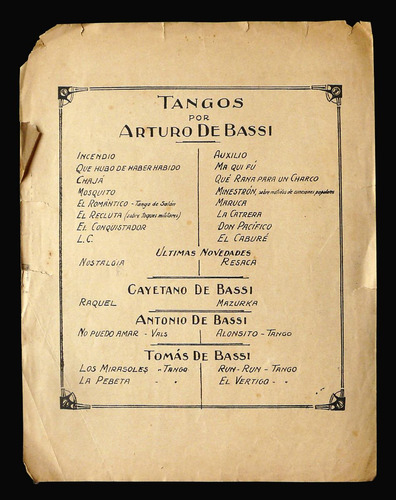 TANGOS
POR
ARTURO DE BASSI
INCENDIO
QUE HUBO DE HABER HABIDO
CHAJÁ
MOSQUITO
EL ROMÁNTICO - Tango de Salón
EL RECLUTA (sobre toques militares)
EL CONQUISTADOR
L.C.
AUXILIO
MA QUI FÚ
QUÉ RANA PARA UN CHARCO
MINESTRÓN, sobre motivos de canciones populares
MARUCA
LA CATRERA
DON PACÍFICO
EL CABURÉ
ULTIMAS NOVEDADES
NOSTALGIA
RESACA
CAYETANO DE BASSI
RAQUEL
MAZURKA
ANTONIO DE BASSI
NO PUEDO AMAR - VALS
ALONSITO - TANGO
TOMÁS DE BASSI
LOS MIRASOLES - TANGO
LA PEBETA - "
RUN-RUN - TANGO
EL VERTIGO - "